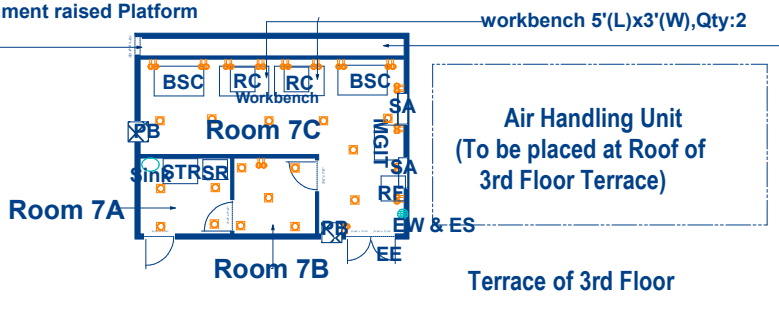 ment raised Platform
workbench 5'(L)x3'(W),Qty:2
BSC
RC
RC
BSC
Workbench
SA
PB
Room 7C
MGIT
Air Handling Unit
(To be placed at Roof of
3rd Floor Terrace)
Sink
STR
SR
SA
RF
Room 7A
PB
EW & ES
EE
Room 7B
Terrace of 3rd Floor